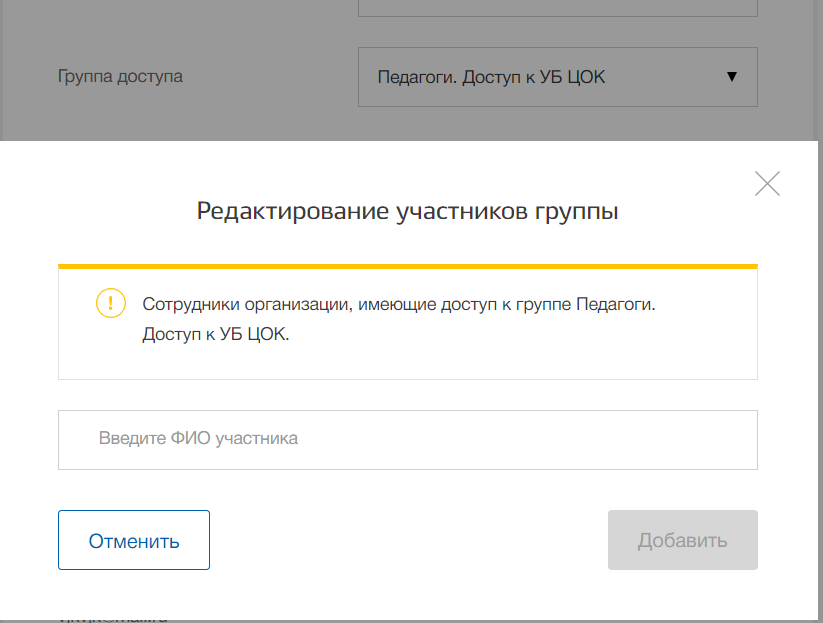 Группа доступа
Педагоги. Доступ к УБ ЦОК
Редактирование участников группы
Сотрудники организации, имеющие доступ к группе Педагоги.
Доступ к УБ ЦОК.
Введите ФИО участника
Отменить
Добавить